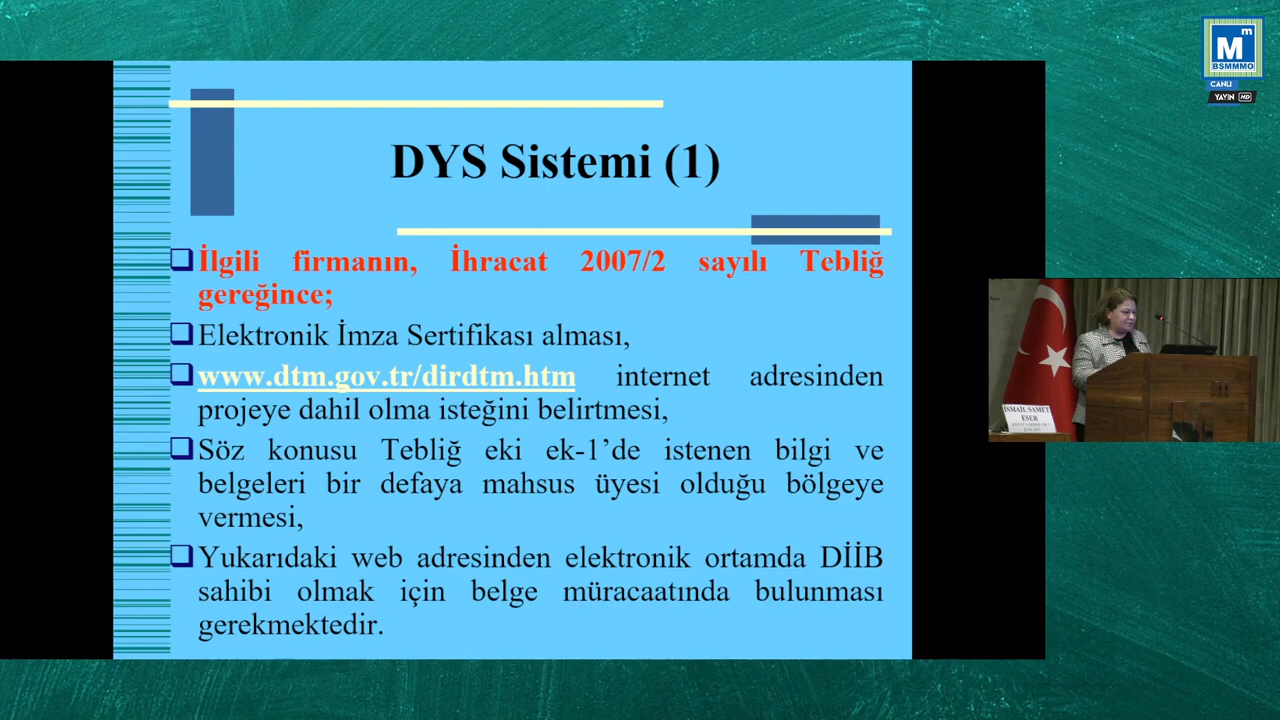 m
M
BSMMMO
CANLI
YAYIN HD
DYS Sistemi (1)
İlgili firmanın, İhracat 2007/2 sayılı Tebliğ
gereğince;
Elektronik İmza Sertifikası alması,
www.dtm.gov.tr/dirdtm.htm internet adresinden
projeye dahil olma isteğini belirtmesi,
Söz konusu Tebliğ eki ek-1’de istenen bilgi ve
belgeleri bir defaya mahsus üyesi olduğu bölgeye
vermesi,
Yukarıdaki web adresinden elektronik ortamda DİİB
sahibi olmak için belge müracaatında bulunması
gerekmektedir.
İSMAİL SAMET
ESER